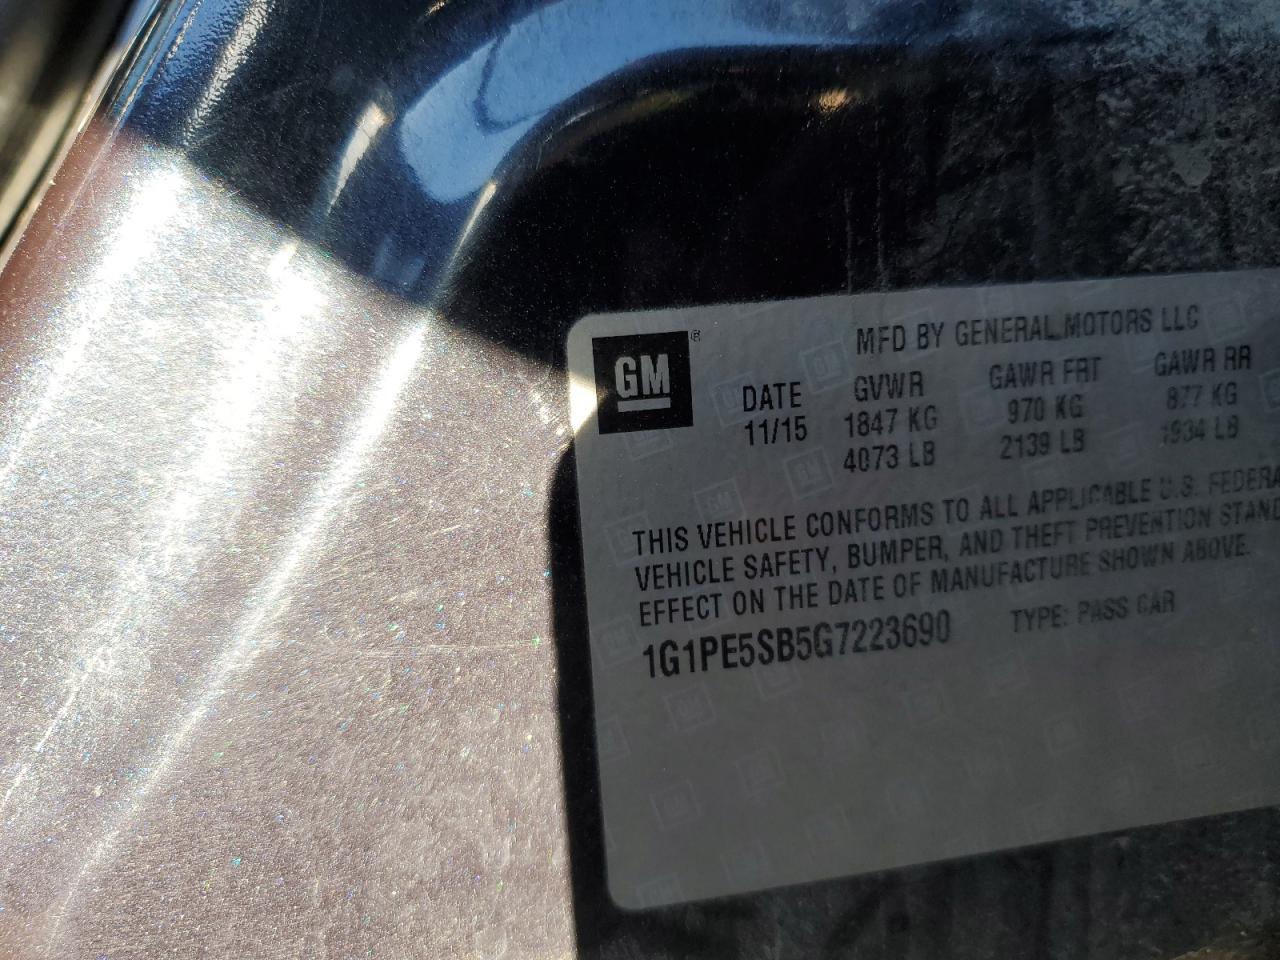 GM ®
MFD BY GENERAL MOTORS LLC
DATE GVWR GAWR FRT GAWR RR
11/15 1847 KG 970 KG 877 KG
4073 LB 2139 LB 1934 LB
THIS VEHICLE CONFORMS TO ALL APPLICABLE U.S. FEDERA
VEHICLE SAFETY, BUMPER, AND THEFT PREVENTION STAND
EFFECT ON THE DATE OF MANUFACTURE SHOWN ABOVE.
1G1PE5SB5G7223690 TYPE: PASS CAR